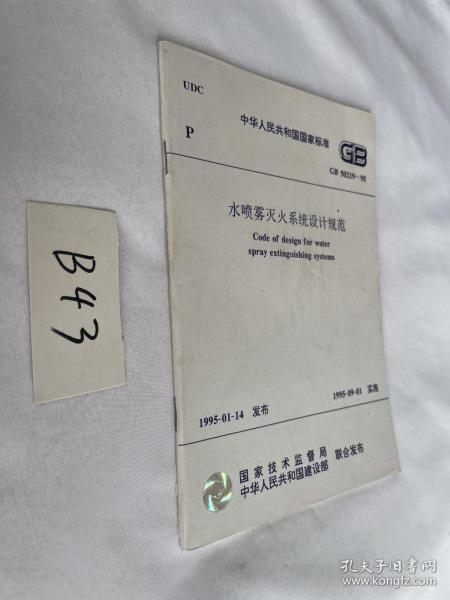 UDC
中华人民共和国国家标准
GB
P
GB 50219—95
水喷雾灭火系统设计规范
Code of design for water
spray extinguishing systems
1995-01-14 发布
1995-09-01 实施
国家技术监督局
中华人民共和国建设部
联合发布
B43
孔夫子旧书网
www.kongfz.com